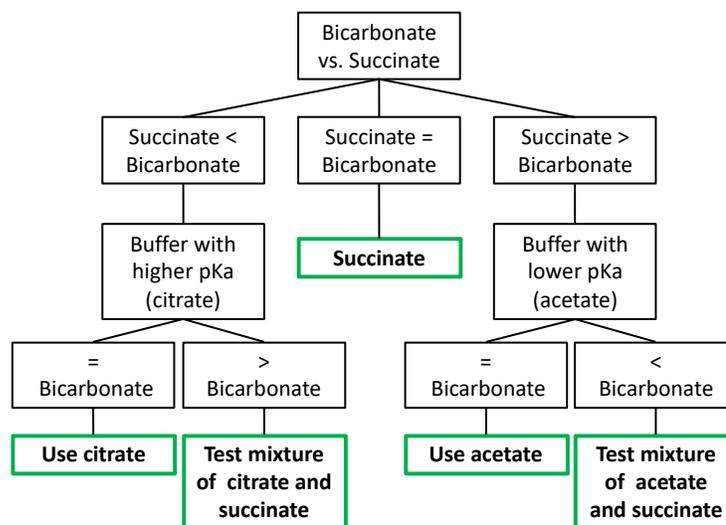 Bicarbonate
vs. Succinate
Succinate <
Bicarbonate
Succinate =
Bicarbonate
Succinate >
Bicarbonate
Buffer with
higher pKa
(citrate)
Succinate
Buffer with
lower pKa
(acetate)
=
Bicarbonate
>
Bicarbonate
=
Bicarbonate
<
Bicarbonate
Use citrate
Test mixture
of citrate and
succinate
Use acetate
Test mixture
of acetate
and succinate